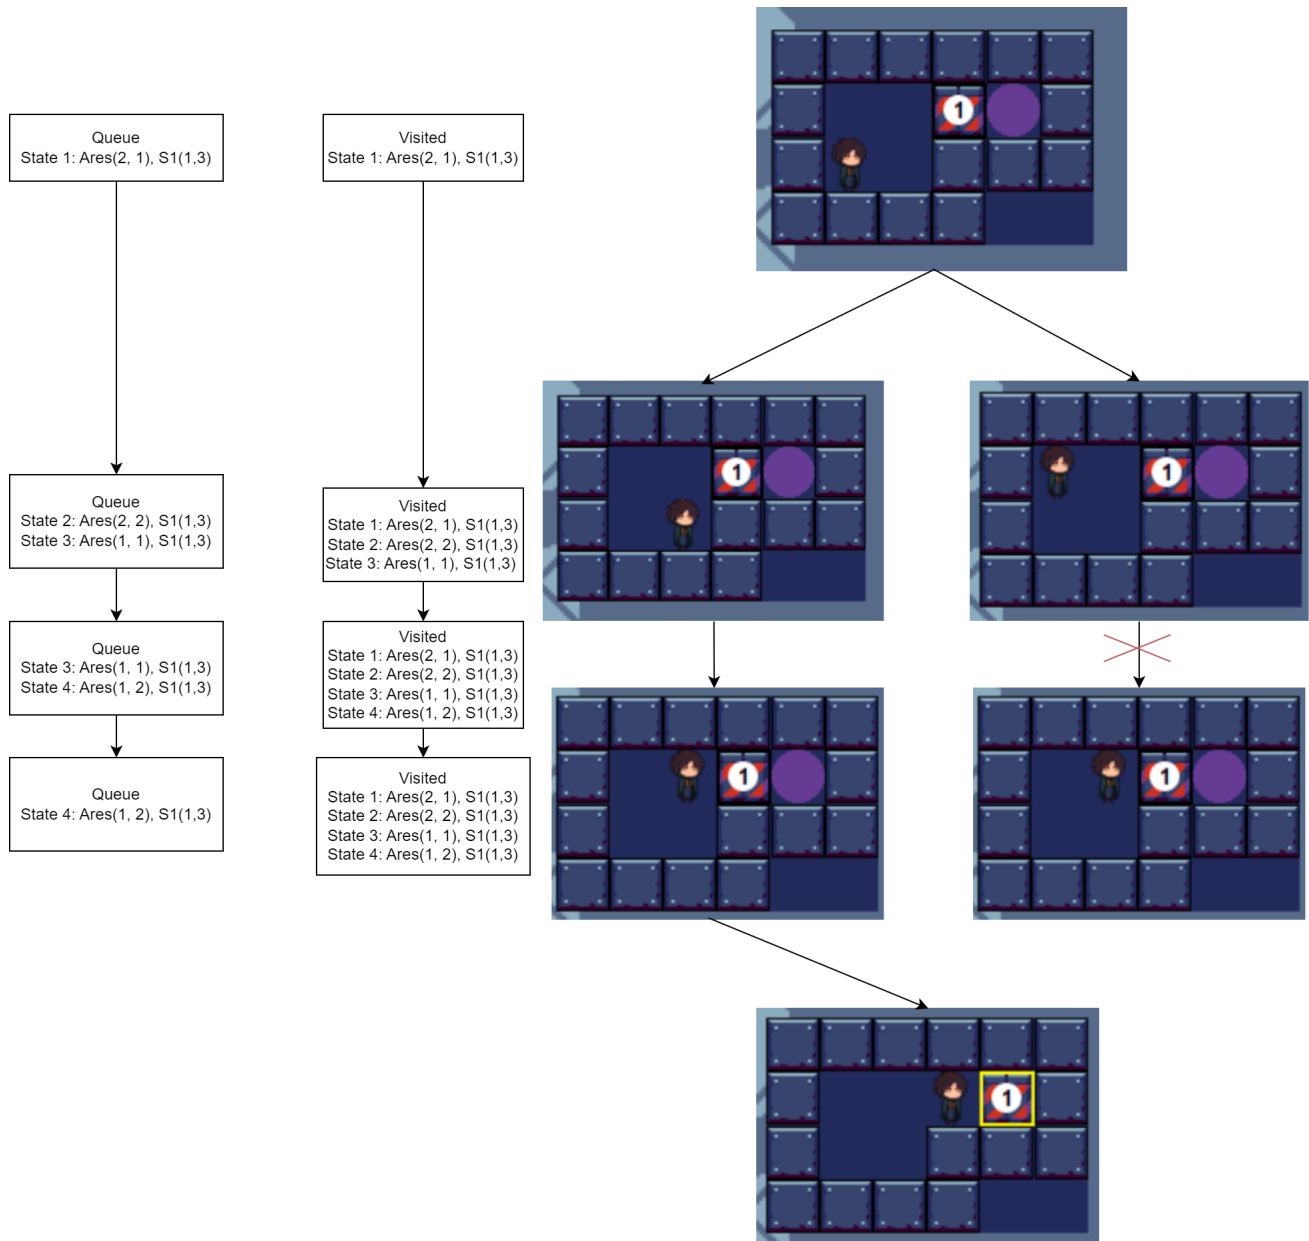 Queue
State 1: Ares(2, 1), S1(1,3)
Visited
State 1: Ares(2, 1), S1(1,3)
1
Queue
State 2: Ares(2, 2), S1(1,3)
State 3: Ares(1, 1), S1(1,3)
Visited
State 1: Ares(2, 1), S1(1,3)
State 2: Ares(2, 2), S1(1,3)
State 3: Ares(1, 1), S1(1,3)
1
1
Queue
State 3: Ares(1, 1), S1(1,3)
State 4: Ares(1, 2), S1(1,3)
Visited
State 1: Ares(2, 1), S1(1,3)
State 2: Ares(2, 2), S1(1,3)
State 3: Ares(1, 1), S1(1,3)
State 4: Ares(1, 2), S1(1,3)
1
1
Queue
State 4: Ares(1, 2), S1(1,3)
Visited
State 1: Ares(2, 1), S1(1,3)
State 2: Ares(2, 2), S1(1,3)
State 3: Ares(1, 1), S1(1,3)
State 4: Ares(1, 2), S1(1,3)
1